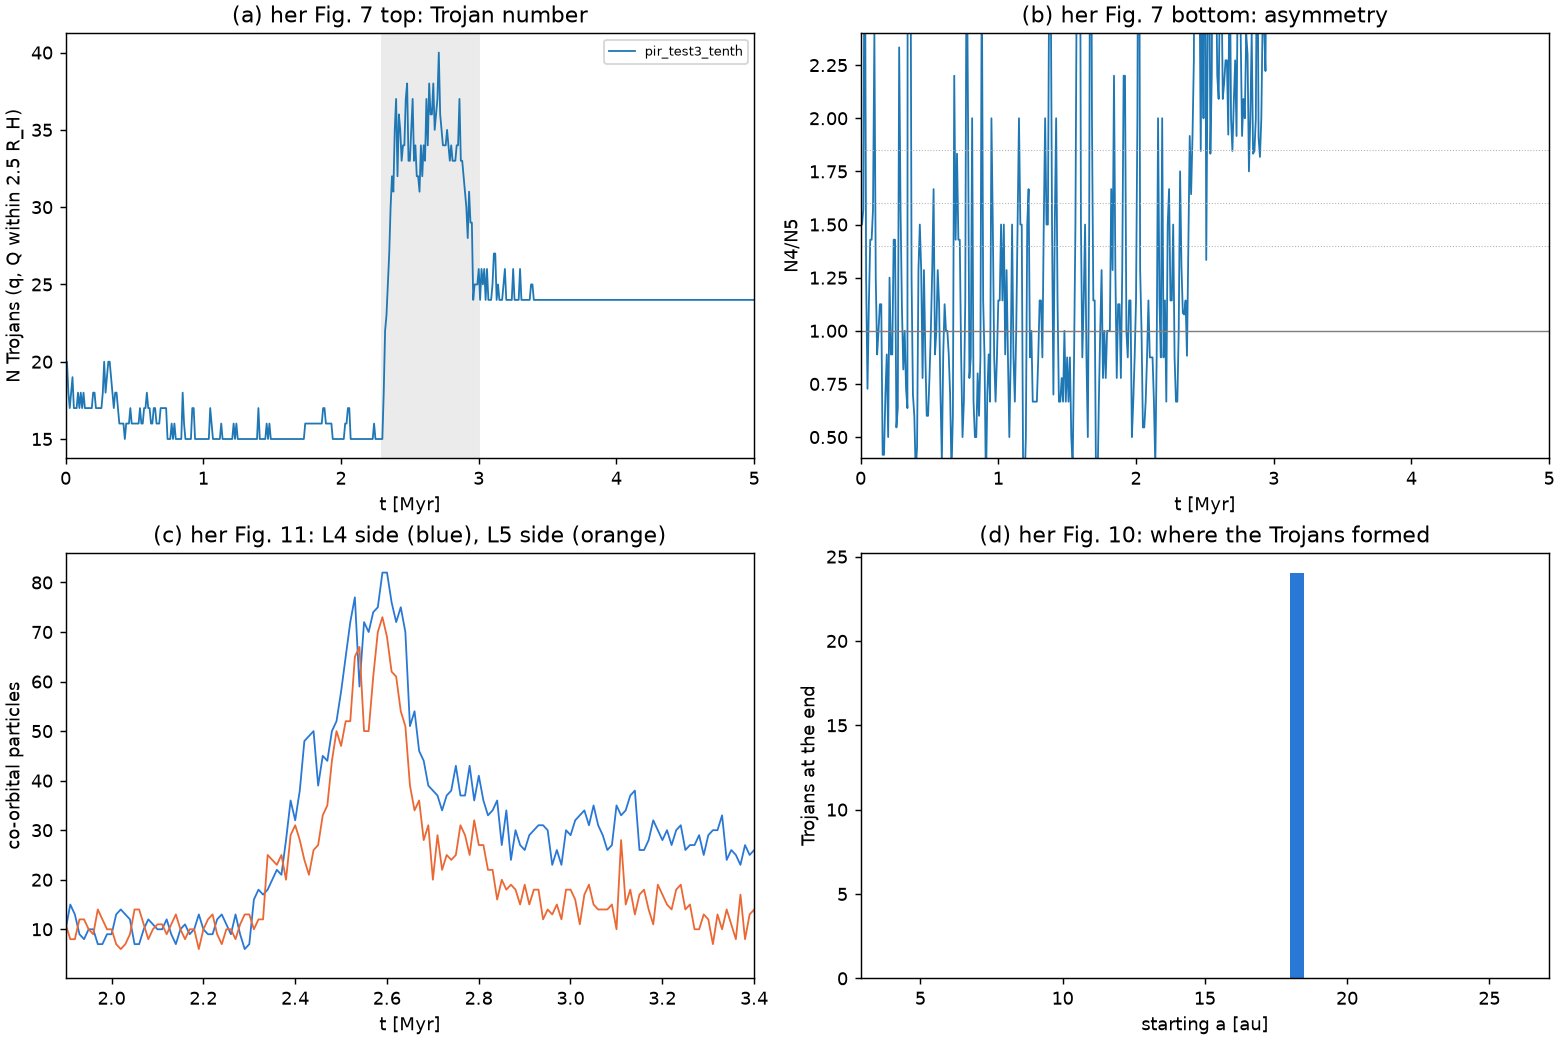 (a) her Fig. 7 top: Trojan number
N Trojans (q, Q within 2.5 R_H)
40
35
30
25
20
15
pir_test3_tenth
0 1 2 3 4 5
t [Myr]
(b) her Fig. 7 bottom: asymmetry
N4/N5
2.25
2.00
1.75
1.50
1.25
1.00
0.75
0.50
0 1 2 3 4 5
t [Myr]
(c) her Fig. 11: L4 side (blue), L5 side (orange)
co-orbital particles
80
70
60
50
40
30
20
10
2.0 2.2 2.4 2.6 2.8 3.0 3.2 3.4
t [Myr]
(d) her Fig. 10: where the Trojans formed
Trojans at the end
25
20
15
10
5
0
5 10 15 20 25
starting a [au]